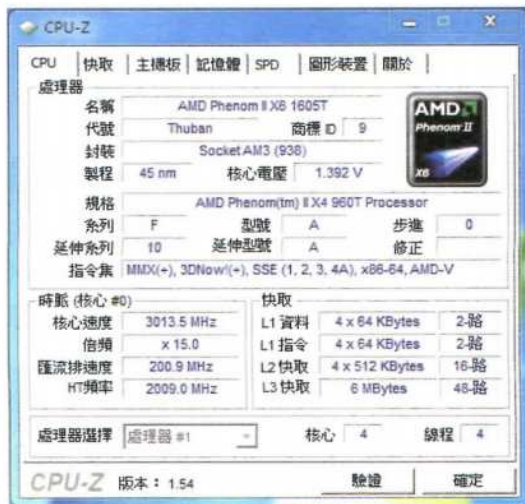 CPU-Z
CPU 快取 主機板 記憶體 SPD 圖形裝置 關於
處理器
名稱 AMD Phenom II X6 1605T
代號 Thuban 商標 ID 9
封裝 Socket AM3 (938)
製程 45 nm 核心電壓 1.392 V
AMD
Phenom II
X6
規格 AMD Phenom(tm) II X4 960T Processor
系列 F 型號 A 步進 0
延伸系列 10 延伸型號 A 修正
指令集 MMX(+), 3DNow!(+), SSE (1, 2, 3, 4A), x86-64, AMD-V
時脈 (核心 #0)
核心速度 3013.5 MHz
倍頻 x 15.0
匯流排速度 200.9 MHz
HT頻率 2009.0 MHz
快取
L1 資料 4 x 64 KBytes 2-路
L1 指令 4 x 64 KBytes 2-路
L2 快取 4 x 512 KBytes 16-路
L3 快取 6 MBytes 48-路
處理器選擇 處理器 #1 核心 4 線程 4
CPU-Z 版本：1.54 驗證 確定